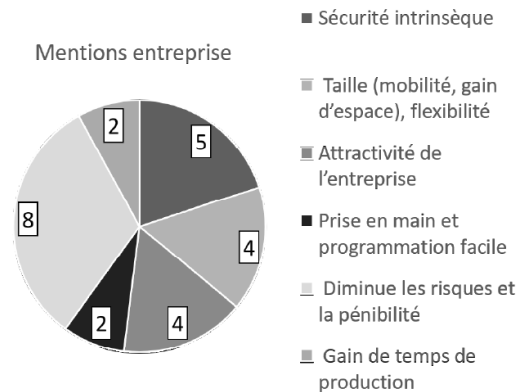 Mentions entreprise
5
4
4
2
8
2
Sécurité intrinsèque
Taille (mobilité, gain
d'espace), flexibilité
Attractivité de
l'entreprise
Prise en main et
programmation facile
Diminue les risques et
la pénibilité
Gain de temps de
production